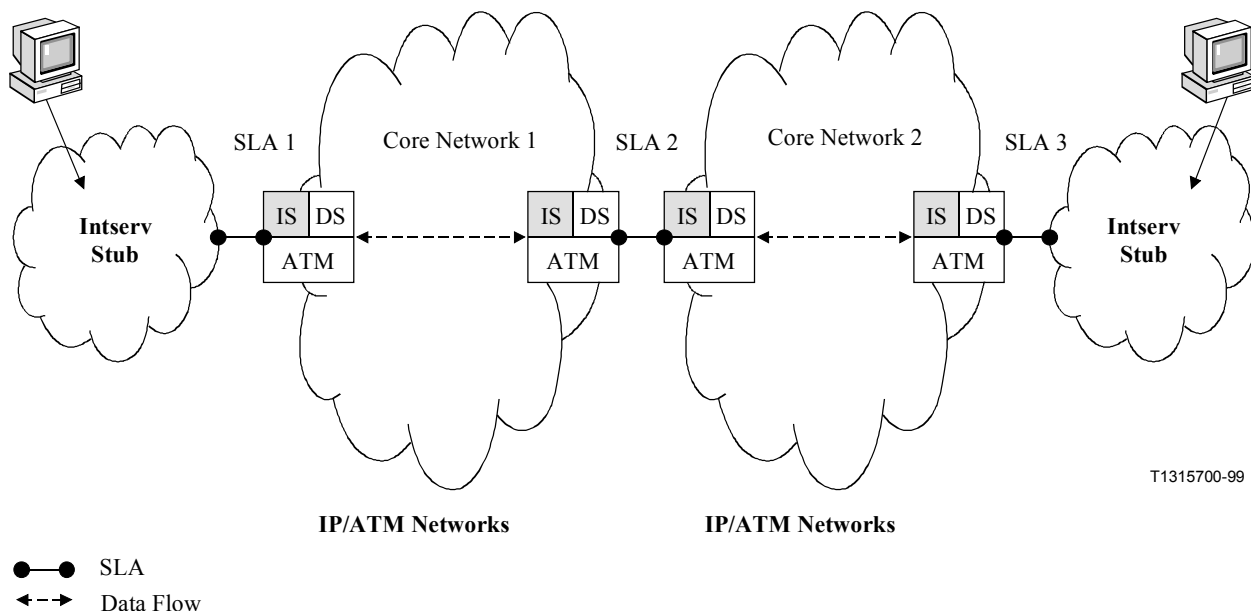 SLA 1
Core Network 1
SLA 2
Core Network 2
SLA 3
Intserv
Stub
IS DS
ATM
IS DS
ATM
IS DS
ATM
IS DS
ATM
Intserv
Stub
T1315700-99
IP/ATM Networks
IP/ATM Networks
SLA
Data Flow